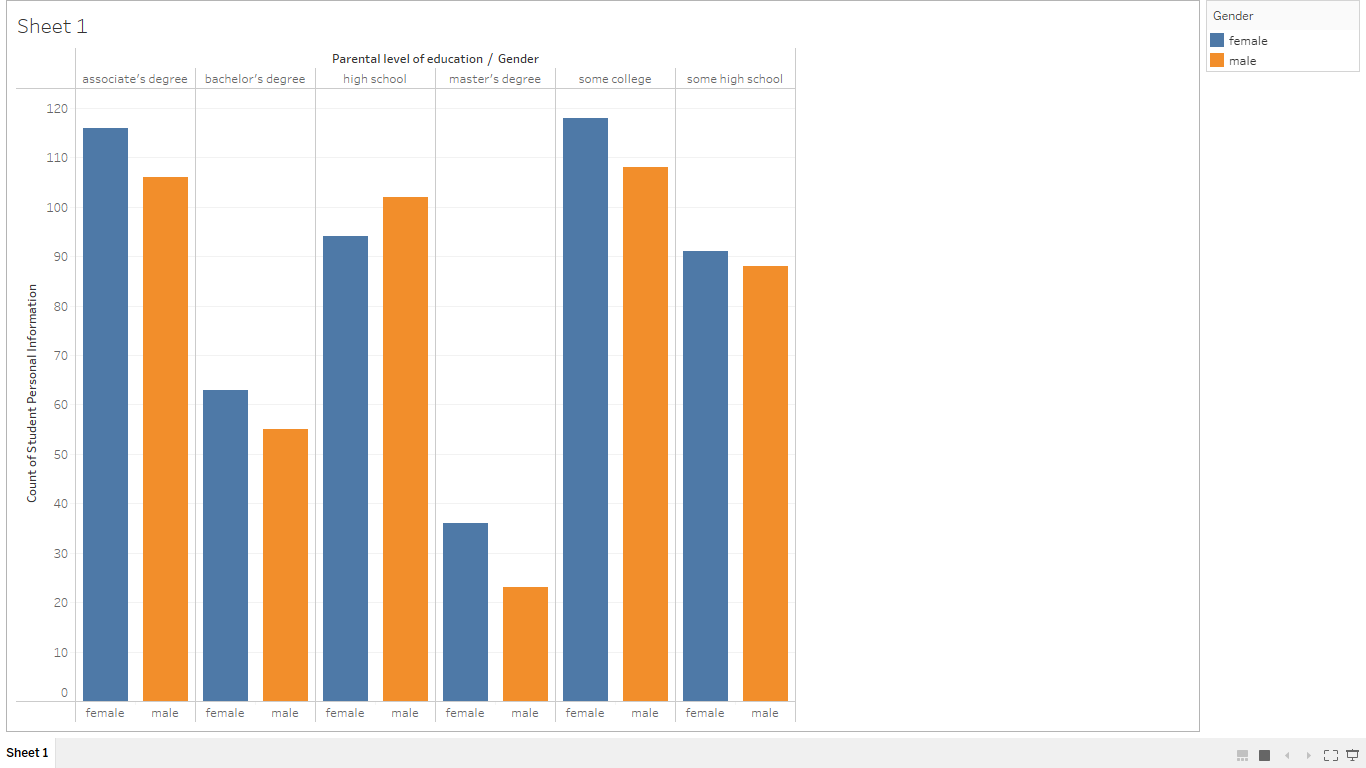 Sheet 1
Gender
female
male
Parental level of education / Gender
associate's degree bachelor's degree high school master's degree some college some high school
120
110
100
90
80
70
60
50
40
30
20
10
0
Count of Student Personal Information
female male female male female male female male female male female male
Sheet 1